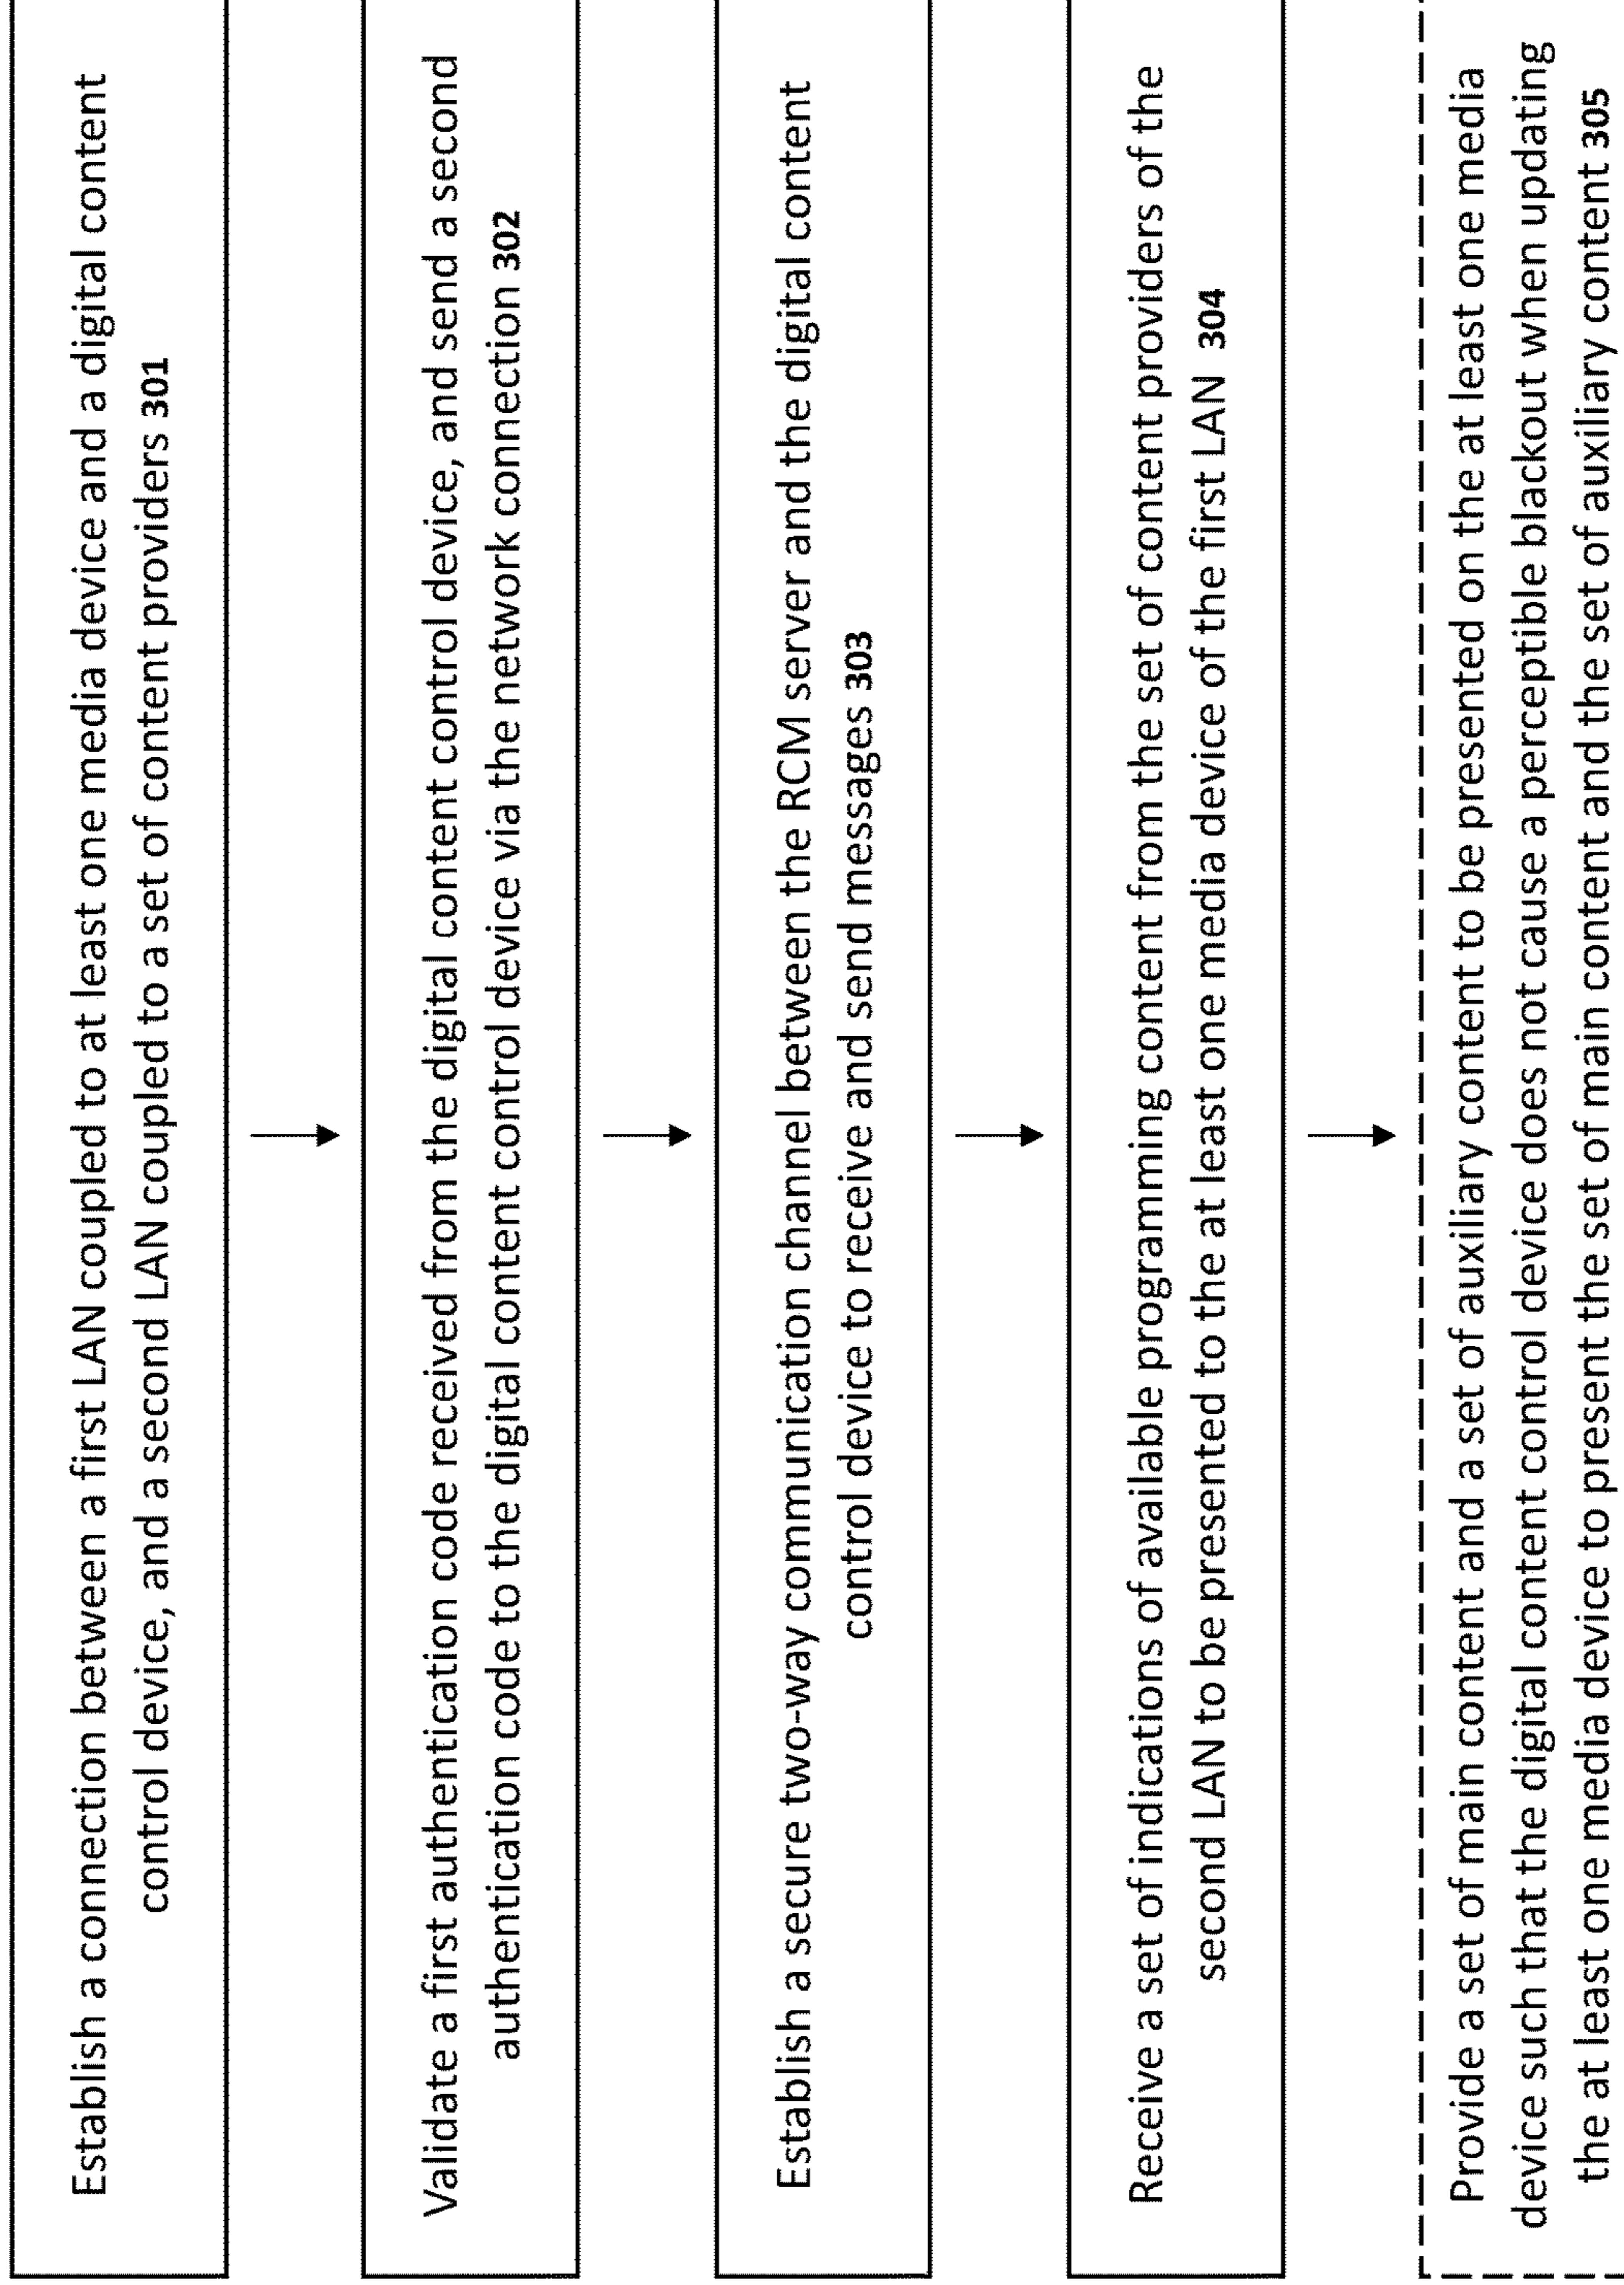 Establish a connection between a first LAN coupled to at least one media device and a digital content
control device, and a second LAN coupled to a set of content providers 301
Validate a first authentication code received from the digital content control device, and send a second
authentication code to the digital content control device via the network connection 302
Establish a secure two-way communication channel between the RCM server and the digital content
control device to receive and send messages 303
Receive a set of indications of available programming content from the set of content providers of the
second LAN to be presented to the at least one media device of the first LAN 304
Provide a set of main content and a set of auxiliary content to be presented on the at least one media
device such that the digital content control device does not cause a perceptible blackout when updating
the at least one media device to present the set of main content and the set of auxiliary content 305